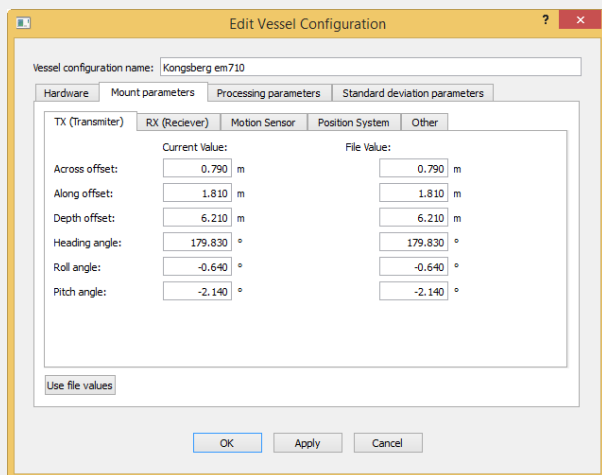 Edit Vessel Configuration ? ×
Vessel configuration name: Kongsberg em710
Hardware Mount parameters Processing parameters Standard deviation parameters
TX (Transmiter) RX (Reciever) Motion Sensor Position System Other
Current Value: File Value:
Across offset: 0.790 m 0.790 m
Along offset: 1.810 m 1.810 m
Depth offset: 6.210 m 6.210 m
Heading angle: 179.830 ° 179.830 °
Roll angle: -0.640 ° -0.640 °
Pitch angle: -2.140 ° -2.140 °
Use file values
OK Apply Cancel